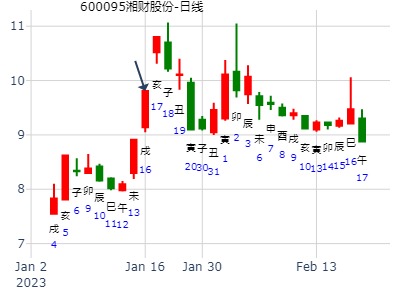 600095湘财股份-日线
11
10
9
8
7
戌
4
亥
5
子
6
卯
9
辰
10
巳
11
午
12
未
13
戌
16
亥
17
子
18
丑
19
寅
20
子
30
丑
31
寅
1
卯
2
辰
3
未
6
申
7
酉
8
戌
9
亥
10
寅
13
卯
14
辰
15
巳
16
午
17
Jan 2
2023
Jan 16
Jan 30
Feb 13